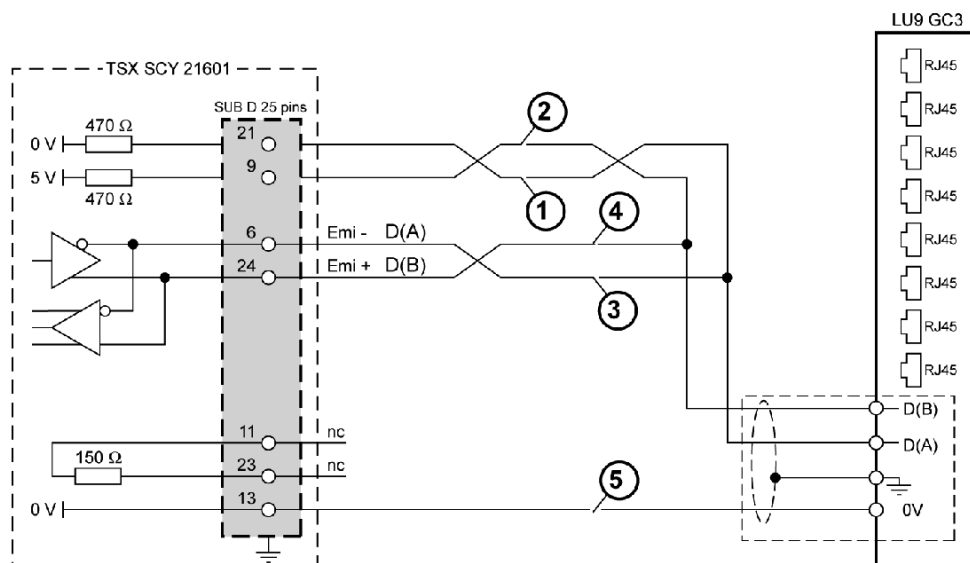 LU9 GC3
TSX SCY 21601
SUB D 25 pins
470 Ω
0 V
21
2
5 V
9
470 Ω
1
4
6
Emi - D(A)
24
Emi + D(B)
3
RJ45
RJ45
RJ45
RJ45
RJ45
RJ45
RJ45
RJ45
D(B)
11
nc
D(A)
150 Ω
23
nc
5
0 V
13
0V